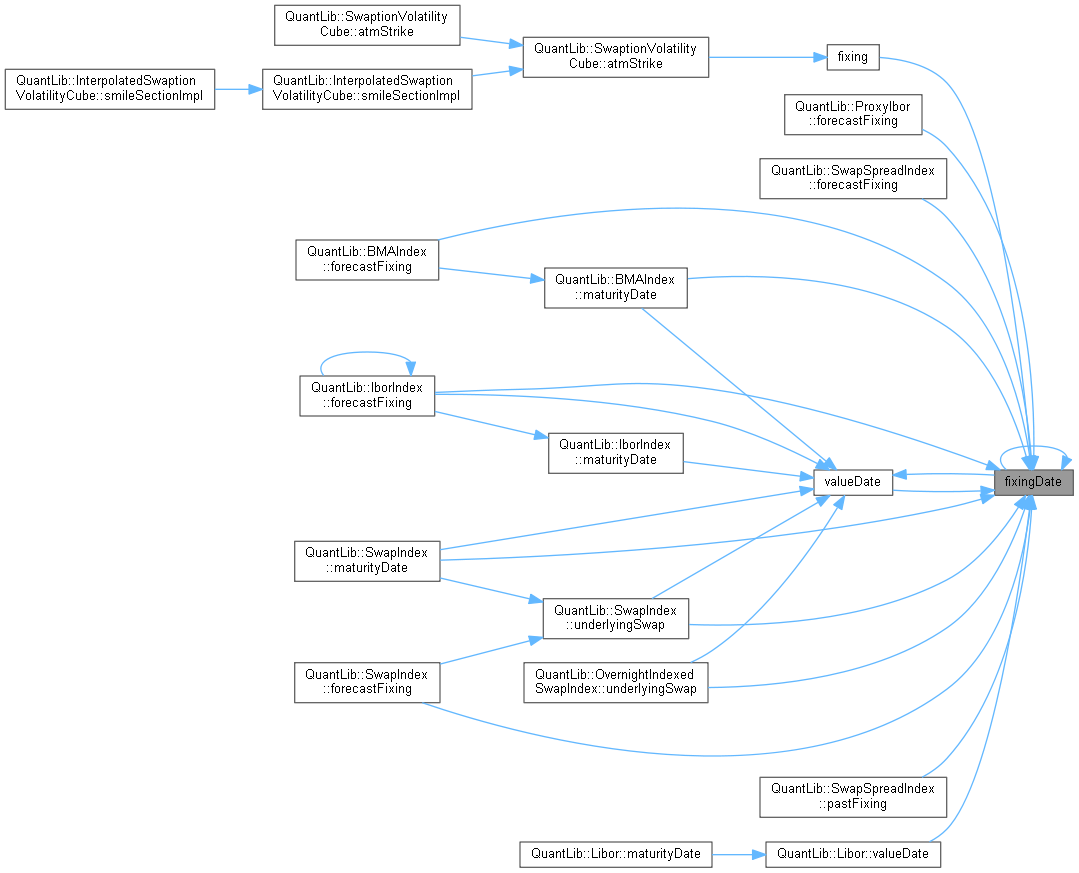 QuantLib::SwaptionVolatility
Cube::atmStrike
QuantLib::SwaptionVolatility
Cube::atmStrike
fixing
QuantLib::InterpolatedSwaption
VolatilityCube::smileSectionImpl
QuantLib::InterpolatedSwaption
VolatilityCube::smileSectionImpl
QuantLib::ProxyIbor
::forecastFixing
QuantLib::SwapSpreadIndex
::forecastFixing
QuantLib::BMAIndex
::forecastFixing
QuantLib::BMAIndex
::maturityDate
QuantLib::IborIndex
::forecastFixing
QuantLib::IborIndex
::maturityDate
valueDate
fixingDate
QuantLib::SwapIndex
::maturityDate
QuantLib::SwapIndex
::underlyingSwap
QuantLib::SwapIndex
::forecastFixing
QuantLib::OvernightIndexed
SwapIndex::underlyingSwap
QuantLib::SwapSpreadIndex
::pastFixing
QuantLib::Libor::maturityDate
QuantLib::Libor::valueDate